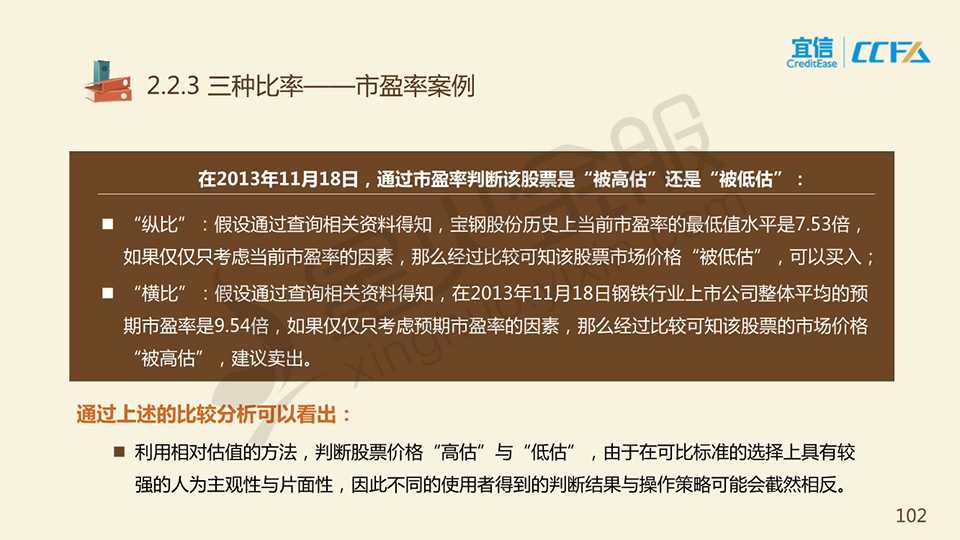 宜信
CreditEase
CCFA
2.2.3 三种比率——市盈率案例
在2013年11月18日，通过市盈率判断该股票是“被高估”还是“被低估”：
■ “纵比”：假设通过查询相关资料得知，宝钢股份历史上当前市盈率的最低值水平是7.53倍，
如果仅仅只考虑当前市盈率的因素，那么经过比较可知该股票市场价格“被低估”，可以买入；
■ “横比”：假设通过查询相关资料得知，在2013年11月18日钢铁行业上市公司整体平均的预
期市盈率是9.54倍，如果仅仅只考虑预期市盈率的因素，那么经过比较可知该股票的市场价格
“被高估”，建议卖出。
通过上述的比较分析可以看出：
■ 利用相对估值的方法，判断股票价格“高估”与“低估”，由于在可比标准的选择上具有较
强的人为主观性与片面性，因此不同的使用者得到的判断结果与操作策略可能会截然相反。
102